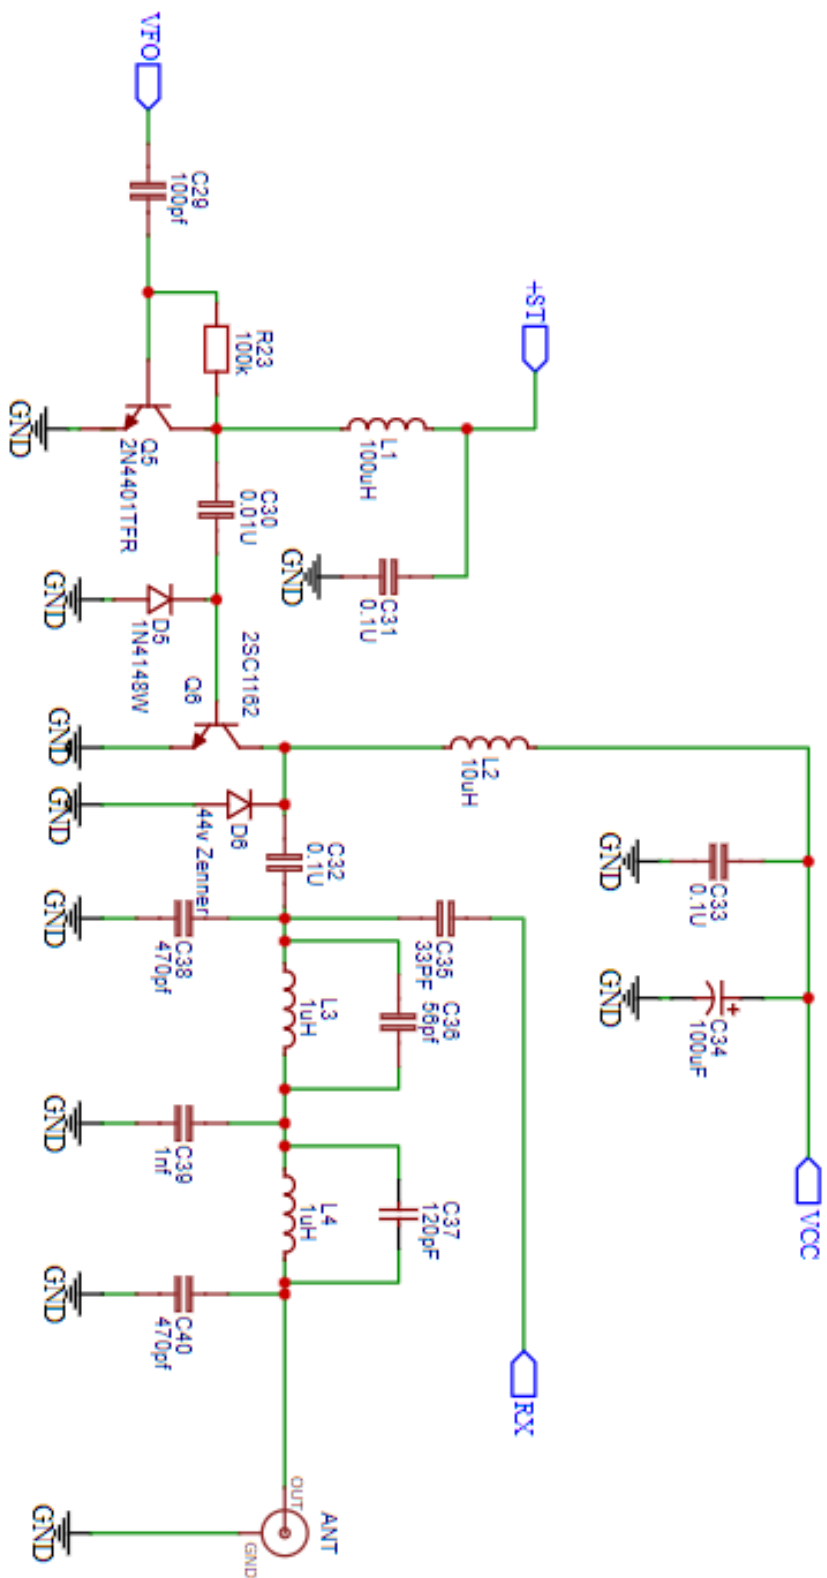 VFO
C29
100pf
+ST
R23
100k
GND
Q5
2N4401TFR
L1
100uH
C30
0.01U
GND
C31
0.1U
GND
D5
1N4148W
2SC1162
Q6
GND
L2
10uH
GND
D6
44v Zenner
C32
0.1U
GND
C33
0.1U
GND
C38
470pf
C35
33PF
GND
C34
100uF
+
L3
1uH
C36
56pf
GND
C39
1nf
VCC
L4
1uH
C37
120pF
GND
C40
470pf
RX
OUT
ANT
GND
GND